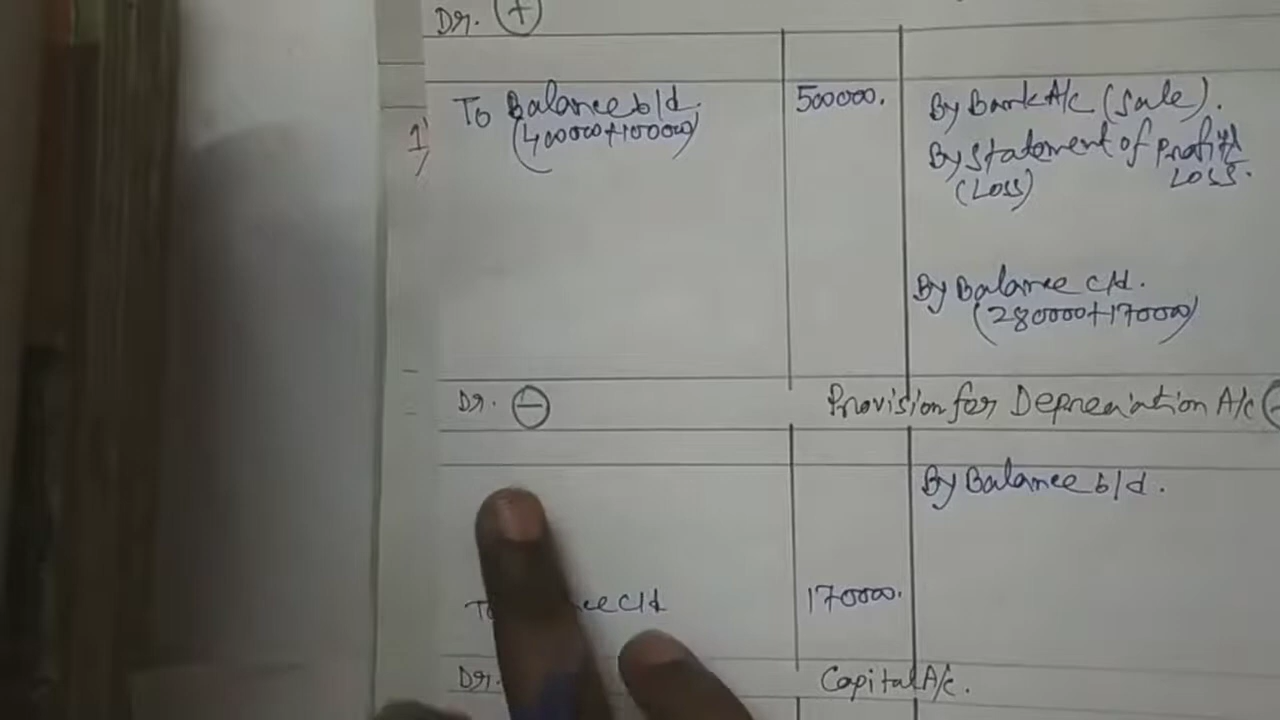 Dr. +
To Balance b/d. 500000. By Bank A/c (Sale).
1) (400000+100000) By Statement of Profit &
(Loss) Loss.
By Balance c/d.
(280000+170000)
Dr. - Provision for Depreciation A/c
By Balance b/d.
c/d 170000.
Dr. Capital A/c.